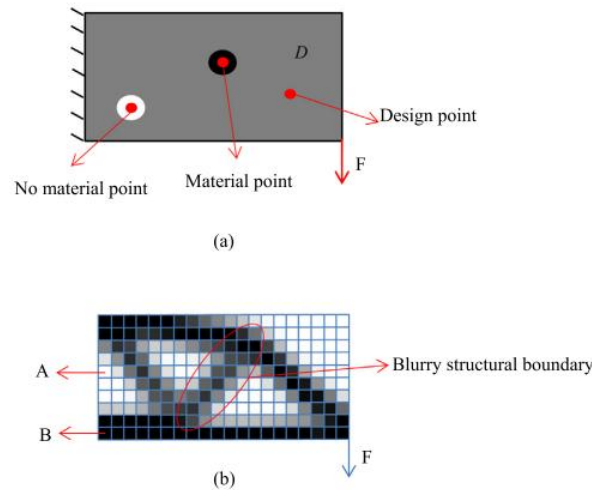 D
Design point
No material point
Material point
F
(a)
A
Blurry structural boundary
B
F
(b)